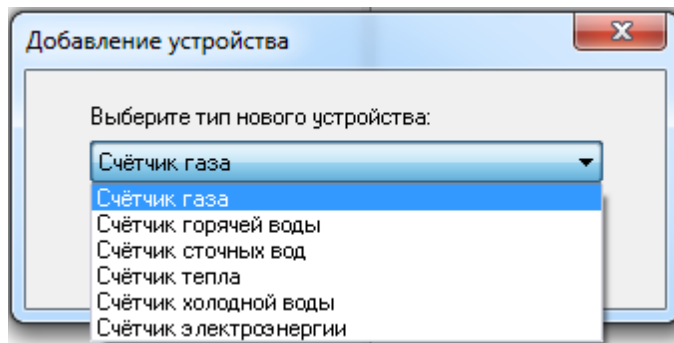 Добавление устройства
Выберите тип нового устройства:
Счётчик газа
Счётчик газа
Счётчик горячей воды
Счётчик сточных вод
Счётчик тепла
Счётчик холодной воды
Счётчик электроэнергии